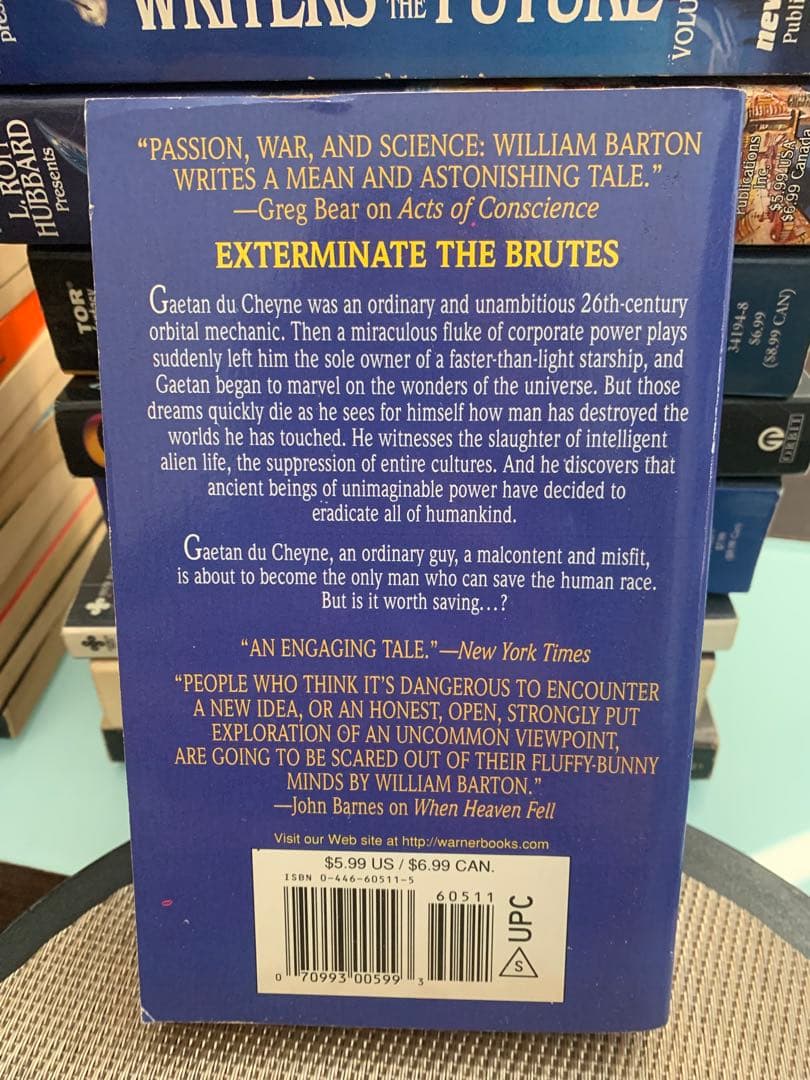 WRITERS THE FUTURE
VOLU
new
Publi
L. RON
HUBBARD
Presents
Publications
Inc.
$5.99 USA
$6.99 Canada
“PASSION, WAR, AND SCIENCE: WILLIAM BARTON
WRITES A MEAN AND ASTONISHING TALE.”
—Greg Bear on Acts of Conscience
EXTERMINATE THE BRUTES
Gaetan du Cheyne was an ordinary and unambitious 26th-century
orbital mechanic. Then a miraculous fluke of corporate power plays
suddenly left him the sole owner of a faster-than-light starship, and
Gaetan began to marvel on the wonders of the universe. But those
dreams quickly die as he sees for himself how man has destroyed the
worlds he has touched. He witnesses the slaughter of intelligent
alien life, the suppression of entire cultures. And he discovers that
ancient beings of unimaginable power have decided to
eradicate all of humankind.
Gaetan du Cheyne, an ordinary guy, a malcontent and misfit,
is about to become the only man who can save the human race.
But is it worth saving...?
“AN ENGAGING TALE.”—New York Times
“PEOPLE WHO THINK IT’S DANGEROUS TO ENCOUNTER
A NEW IDEA, OR AN HONEST, OPEN, STRONGLY PUT
EXPLORATION OF AN UNCOMMON VIEWPOINT,
ARE GOING TO BE SCARED OUT OF THEIR FLUFFY-BUNNY
MINDS BY WILLIAM BARTON.”
—John Barnes on When Heaven Fell
Visit our Web site at http://warnerbooks.com
$5.99 US / $6.99 CAN.
ISBN 0-446-60511-5
60511
0 70993 00599 3
UPC
S
TOR
34194-8
$6.99
($8.99 CAN)
ORBIT